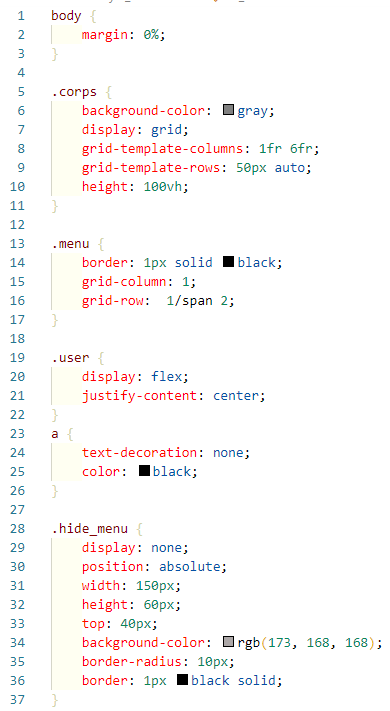 1 body {
2 margin: 0%;
3 }
4
5 .corps {
6 background-color: gray;
7 display: grid;
8 grid-template-columns: 1fr 6fr;
9 grid-template-rows: 50px auto;
10 height: 100vh;
11 }
12
13 .menu {
14 border: 1px solid black;
15 grid-column: 1;
16 grid-row:  1/span 2;
17 }
18
19 .user {
20 display: flex;
21 justify-content: center;
22 }
23 a {
24 text-decoration: none;
25 color: black;
26 }
27
28 .hide_menu {
29 display: none;
30 position: absolute;
31 width: 150px;
32 height: 60px;
33 top: 40px;
34 background-color: rgb(173, 168, 168);
35 border-radius: 10px;
36 border: 1px black solid;
37 }